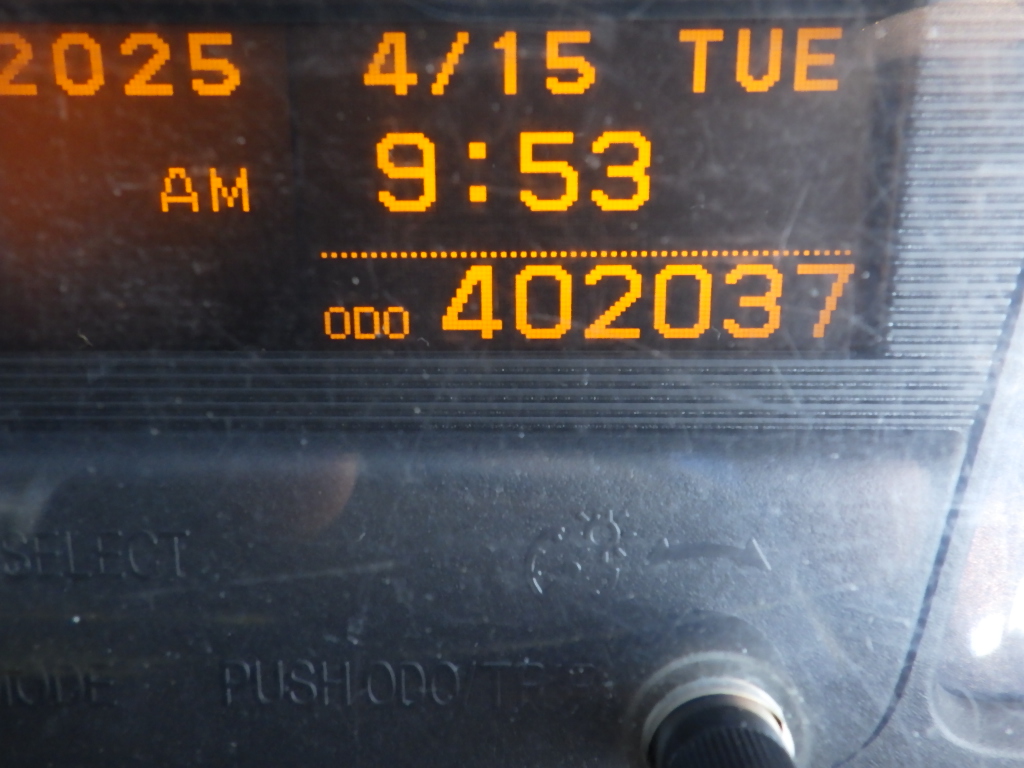 2025 4/15 TUE
AM 9:53
ODO 402037
SELECT
MODE PUSH:ODO/TRIP